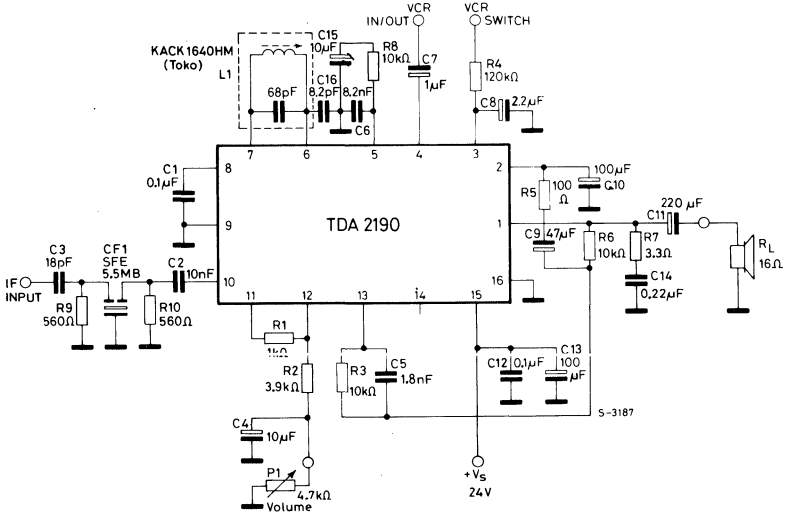 VCR
IN/OUT
VCR
SWITCH
KACK 1640HM
(Toko)
L1
C15
10µF
R8
10kΩ
C7
1µF
R4
120kΩ
68pF
C16
8.2pF
8.2nF
C6
C8
2.2µF
7
6
5
4
3
C1
0.1µF
8
9
10
TDA 2190
2
1
16
R5
100
Ω
100µF
C10
C9
47µF
R6
10kΩ
R7
3.3Ω
220 µF
C11
C14
0.22µF
RL
16Ω
IF
INPUT
C3
18pF
CF1
SFE
5.5MB
C2
10nF
R9
560Ω
R10
560Ω
11
12
13
14
15
R1
1kΩ
R2
3.9kΩ
R3
10kΩ
C5
1.8nF
C12
0.1µF
C13
100
µF
C4
10µF
S-3187
P1
4.7kΩ
Volume
+Vs
24V